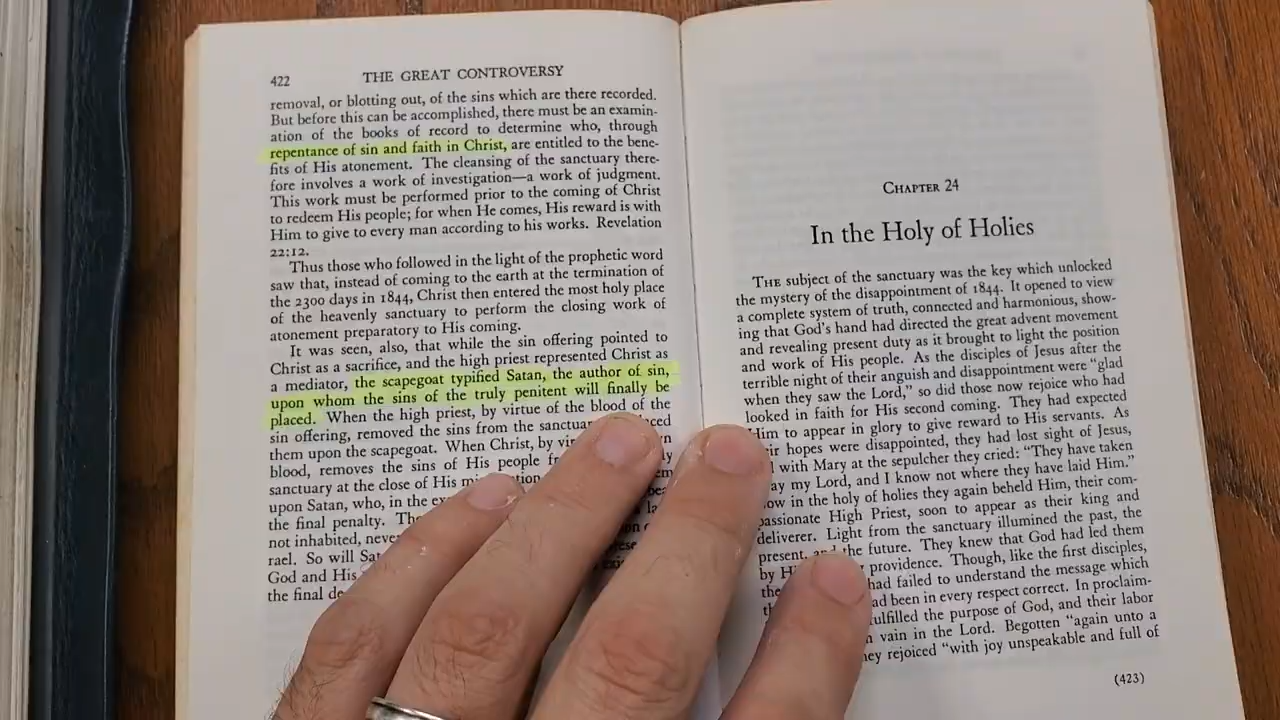 422 THE GREAT CONTROVERSY
removal, or blotting out, of the sins which are there recorded.
But before this can be accomplished, there must be an examin-
ation of the books of record to determine who, through
repentance of sin and faith in Christ, are entitled to the bene-
fits of His atonement. The cleansing of the sanctuary there-
fore involves a work of investigation—a work of judgment.
This work must be performed prior to the coming of Christ
to redeem His people; for when He comes, His reward is with
Him to give to every man according to his works. Revelation
22:12.
Thus those who followed in the light of the prophetic word
saw that, instead of coming to the earth at the termination of
the 2300 days in 1844, Christ then entered the most holy place
of the heavenly sanctuary to perform the closing work of
atonement preparatory to His coming.
It was seen, also, that while the sin offering pointed to
Christ as a sacrifice, and the high priest represented Christ as
a mediator, the scapegoat typified Satan, the author of sin,
upon whom the sins of the truly penitent will finally be
placed. When the high priest, by virtue of the blood of the
sin offering, removed the sins from the
them upon the scapegoat. When Christ, by
blood, removes the sins of His people
sanctuary at the close of His
upon Satan, who, in the
the final penalty.
not inhabited,
rael. So will
God and His
the final
CHAPTER 24
In the Holy of Holies
THE subject of the sanctuary was the key which unlocked
the mystery of the disappointment of 1844. It opened to view
a complete system of truth, connected and harmonious, show-
ing that God's hand had directed the great advent movement
and revealing present duty as it brought to light the position
and work of His people. As the disciples of Jesus after the
terrible night of their anguish and disappointment were "glad
when they saw the Lord," so did those now rejoice who had
looked in faith for His second coming. They had expected
Him to appear in glory to give reward to His servants. As
hopes were disappointed, they had lost sight of Jesus,
with Mary at the sepulcher they cried: "They have taken
my Lord, and I know not where they have laid Him."
in the holy of holies they again beheld Him, their com-
passionate High Priest, soon to appear as their king and
deliverer. Light from the sanctuary illumined the past, the
present, and the future. They knew that God had led them
by providence. Though, like the first disciples,
had failed to understand the message which
had been in every respect correct. In proclaim-
the purpose of God, and their labor
vain in the Lord. Begotten "again unto a
rejoiced "with joy unspeakable and full of
(423)